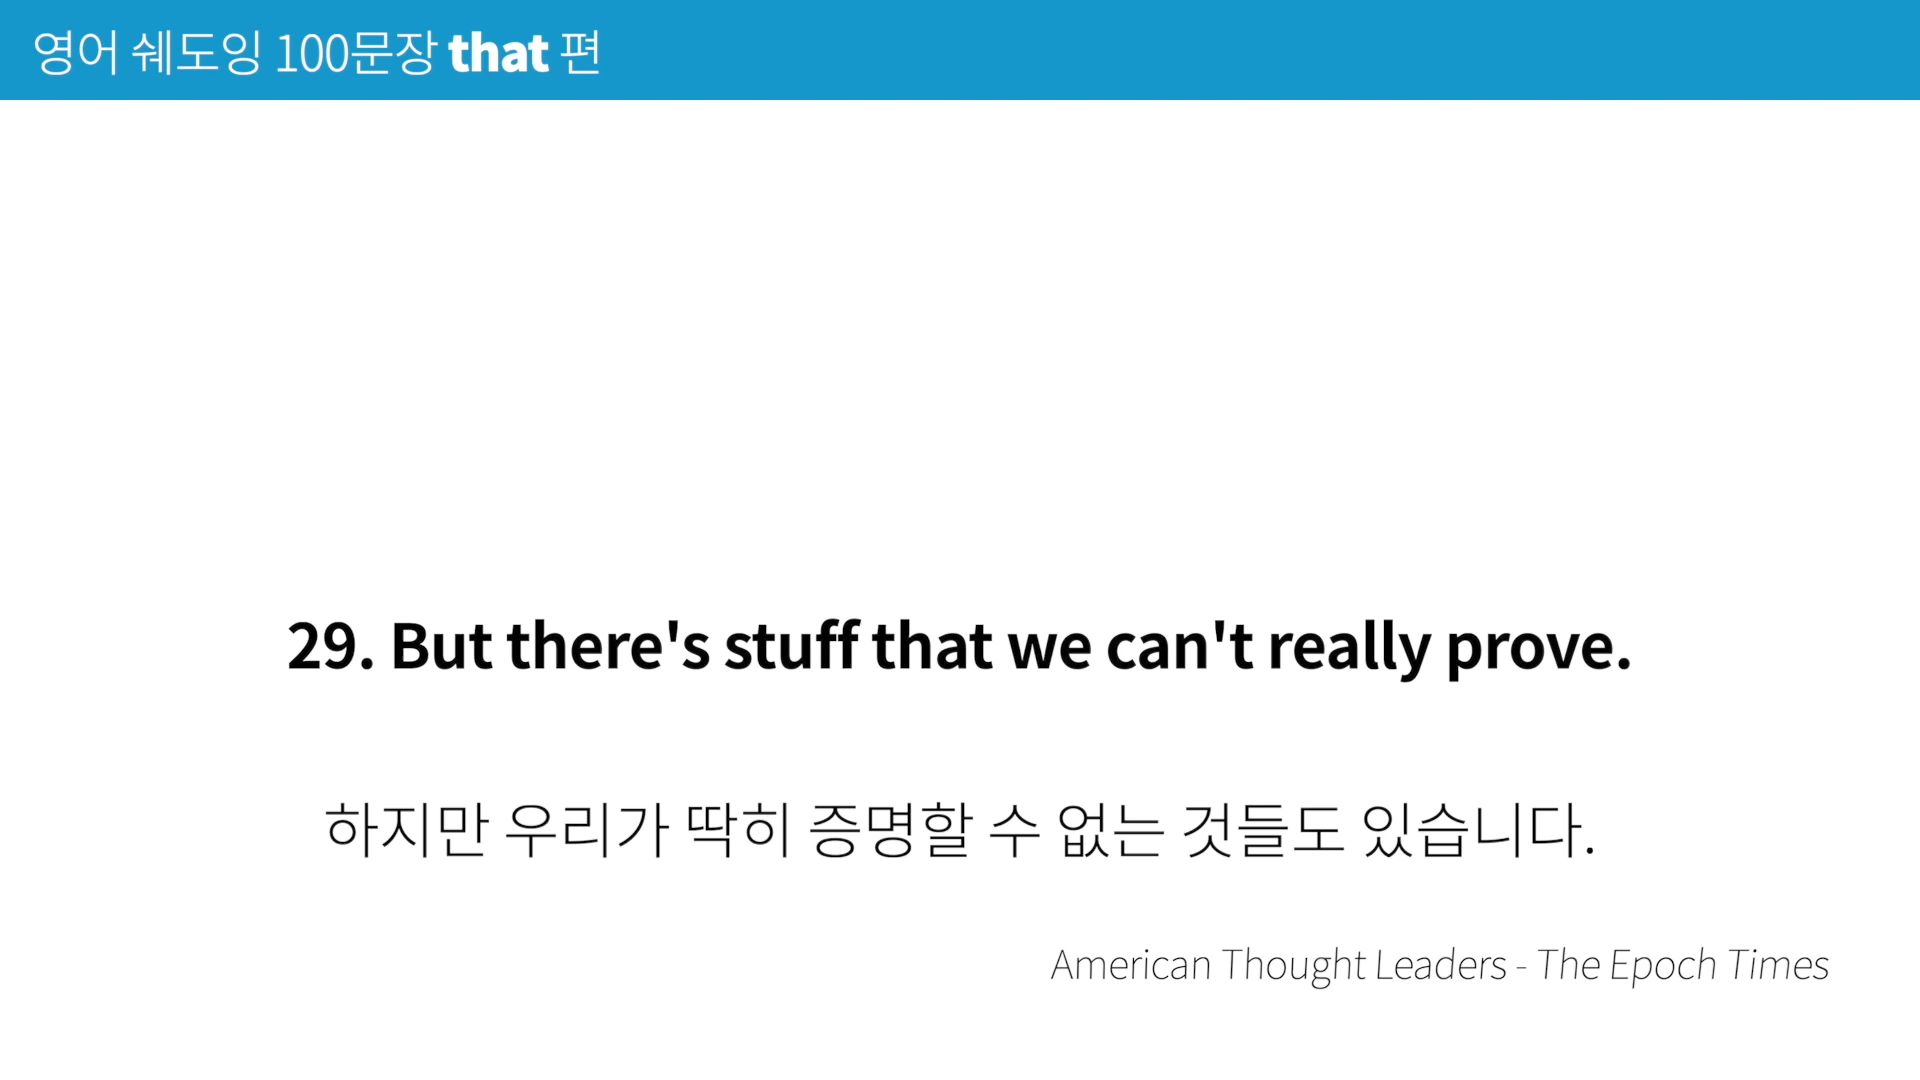 영어 쉐도잉 100문장 that 편
29. But there's stuff that we can't really prove.
하지만 우리가 딱히 증명할 수 없는 것들도 있습니다.
American Thought Leaders - The Epoch Times